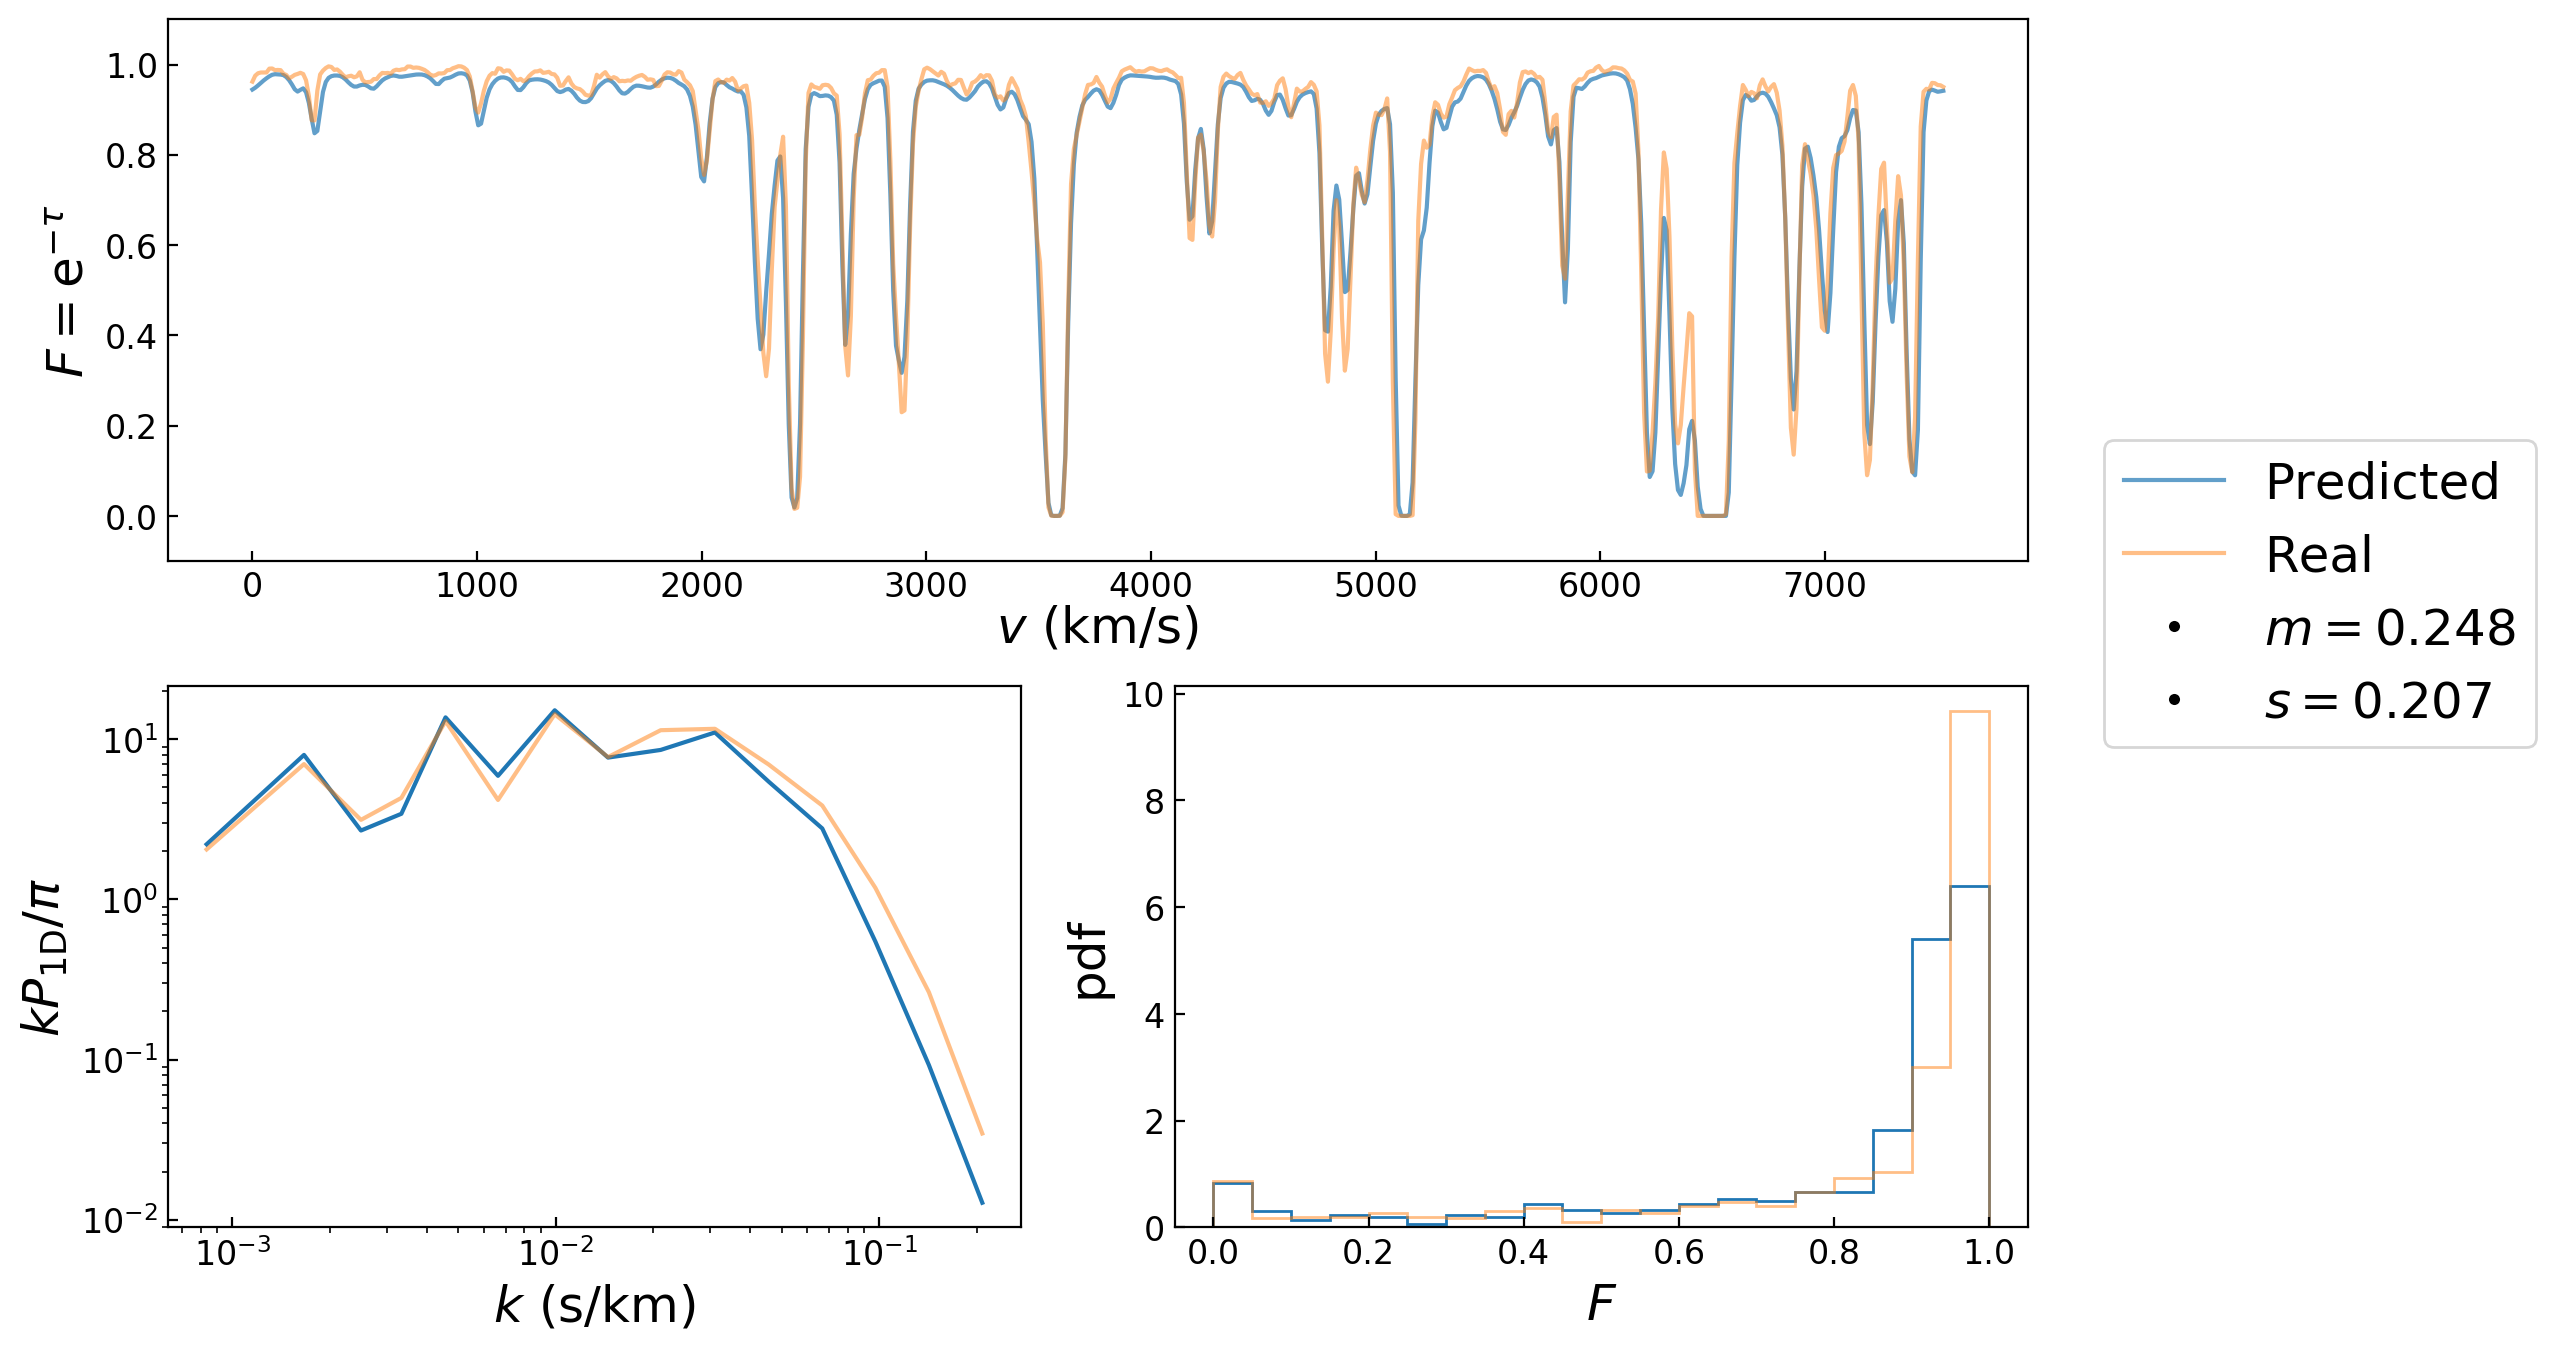 F = e^{−τ}
1.0
0.8
0.6
0.4
0.2
0.0
0 1000 2000 3000 4000 5000 6000 7000
v (km/s)
Predicted
Real
m = 0.248
s = 0.207
kP_{1D}/π
10^1
10^0
10^{−1}
10^{−2}
10^{−3} 10^{−2} 10^{−1}
k (s/km)
pdf
10
8
6
4
2
0
0.0 0.2 0.4 0.6 0.8 1.0
F